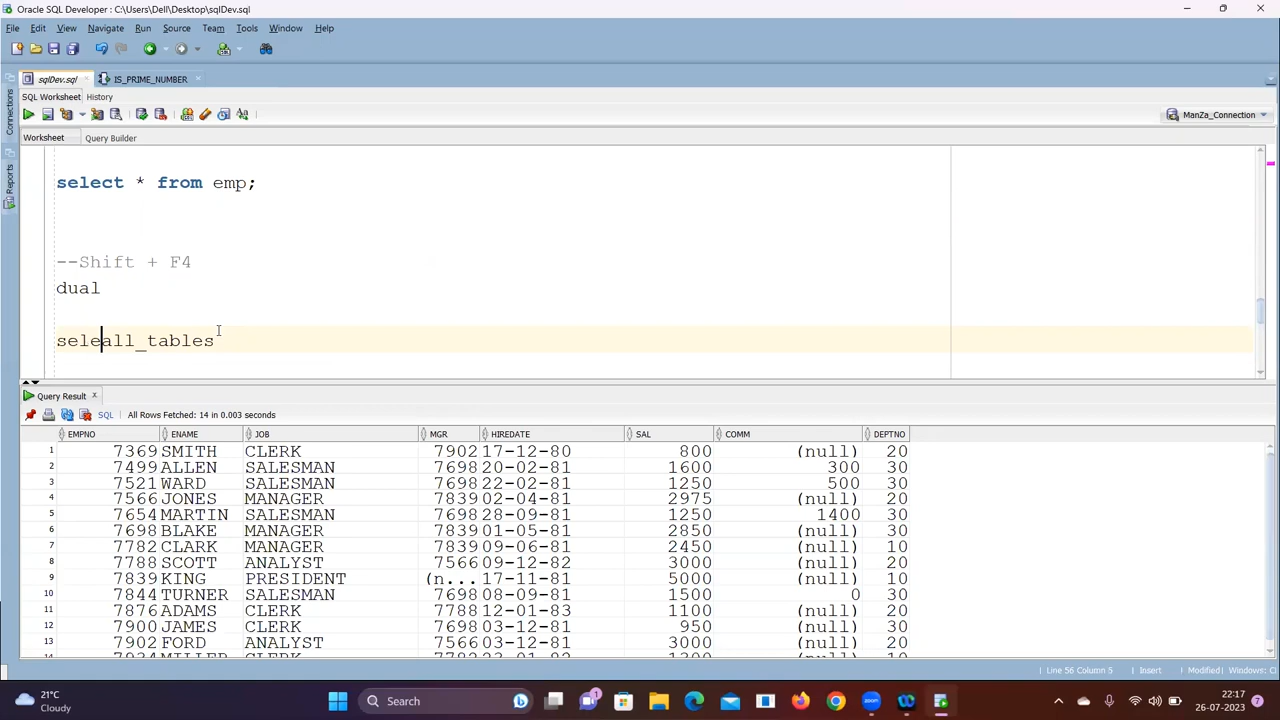 Oracle SQL Developer : C:\Users\Dell\Desktop\sqlDev.sql
File Edit View Navigate Run Source Team Tools Window Help
sqlDev.sql IS_PRIME_NUMBER
SQL Worksheet History
ManZa_Connection
Worksheet Query Builder
Connections
Reports
select * from emp;
--Shift + F4
dual
seleall_tables
Query Result
SQL All Rows Fetched: 14 in 0.003 seconds
EMPNO ENAME JOB MGR HIREDATE SAL COMM DEPTNO
1 7369 SMITH CLERK 7902 17-12-80 800 (null) 20
2 7499 ALLEN SALESMAN 7698 20-02-81 1600 300 30
3 7521 WARD SALESMAN 7698 22-02-81 1250 500 30
4 7566 JONES MANAGER 7839 02-04-81 2975 (null) 20
5 7654 MARTIN SALESMAN 7698 28-09-81 1250 1400 30
6 7698 BLAKE MANAGER 7839 01-05-81 2850 (null) 30
7 7782 CLARK MANAGER 7839 09-06-81 2450 (null) 10
8 7788 SCOTT ANALYST 7566 09-12-82 3000 (null) 20
9 7839 KING PRESIDENT (n... 17-11-81 5000 (null) 10
10 7844 TURNER SALESMAN 7698 08-09-81 1500 0 30
11 7876 ADAMS CLERK 7788 12-01-83 1100 (null) 20
12 7900 JAMES CLERK 7698 03-12-81 950 (null) 30
13 7902 FORD ANALYST 7566 03-12-81 3000 (null) 20
Line 56 Column 5 Insert Modified Windows: C
21°C
Cloudy
Search
22:17
26-07-2023